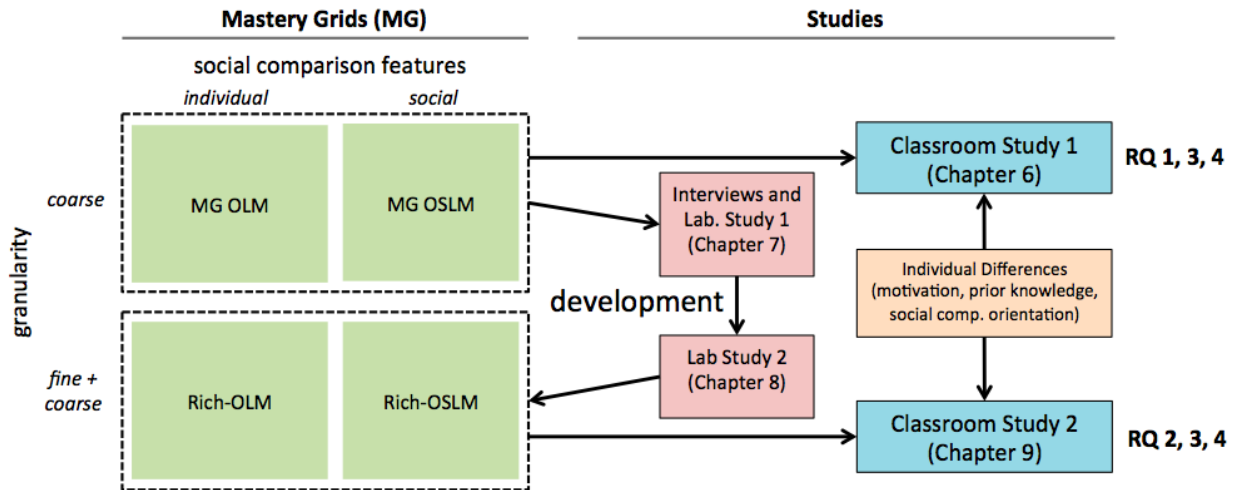 Mastery Grids (MG)
Studies
social comparison features
individual
social
granularity
coarse
MG OLM
MG OSLM
Interviews and
Lab. Study 1
(Chapter 7)
Classroom Study 1
(Chapter 6)
RQ 1, 3, 4
development
Individual Differences
(motivation, prior knowledge,
social comp. orientation)
fine +
coarse
Rich-OLM
Rich-OSLM
Lab Study 2
(Chapter 8)
Classroom Study 2
(Chapter 9)
RQ 2, 3, 4